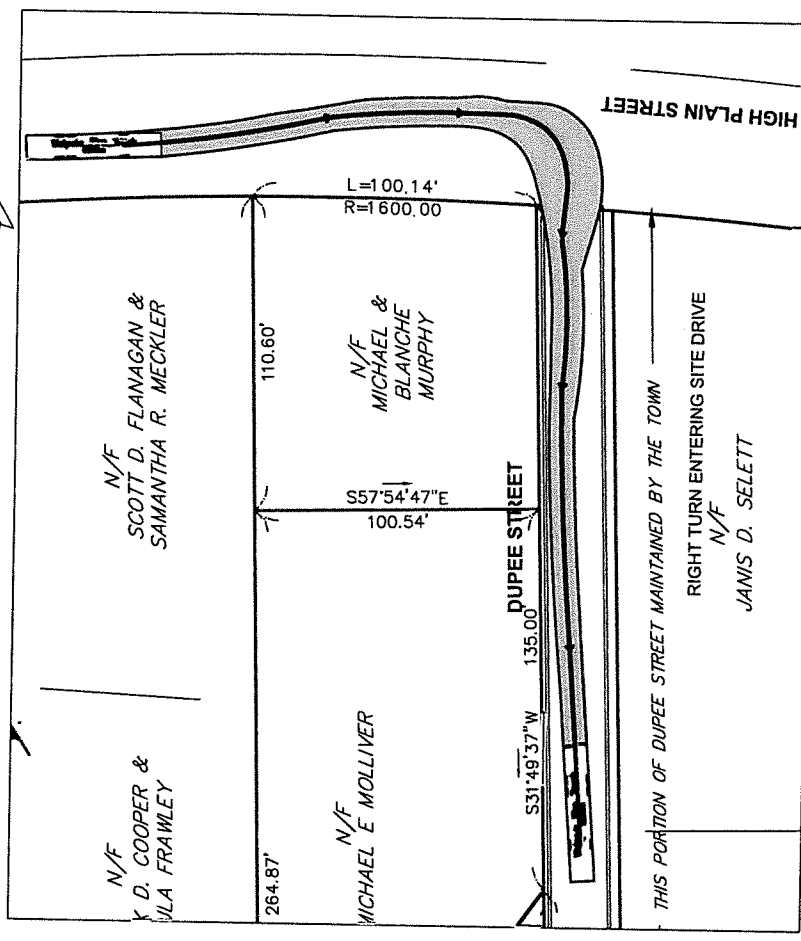 HIGH PLAIN STREET
L=100.14'
R=1600.00
N/F
SCOTT D. FLANAGAN &
SAMANTHA R. MECKLER
110.60'
N/F
MICHAEL &
BLANCHE
MURPHY
S57°54'47"E
100.54'
DUPEE STREET
135.00'
S31°49'37"W
N/F
D. COOPER &
FRAWLEY
264.87'
N/F
MICHAEL E MOLLIVER
THIS PORTION OF DUPEE STREET MAINTAINED BY THE TOWN
RIGHT TURN ENTERING SITE DRIVE
N/F
JANIS D. SELETT